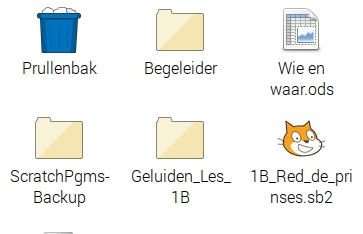 Prullenbak
Begeleider
Wie en
waar.ods
ScratchPgms-
Backup
Geluiden_Les_
1B
1B_Red_de_pri
nses.sb2